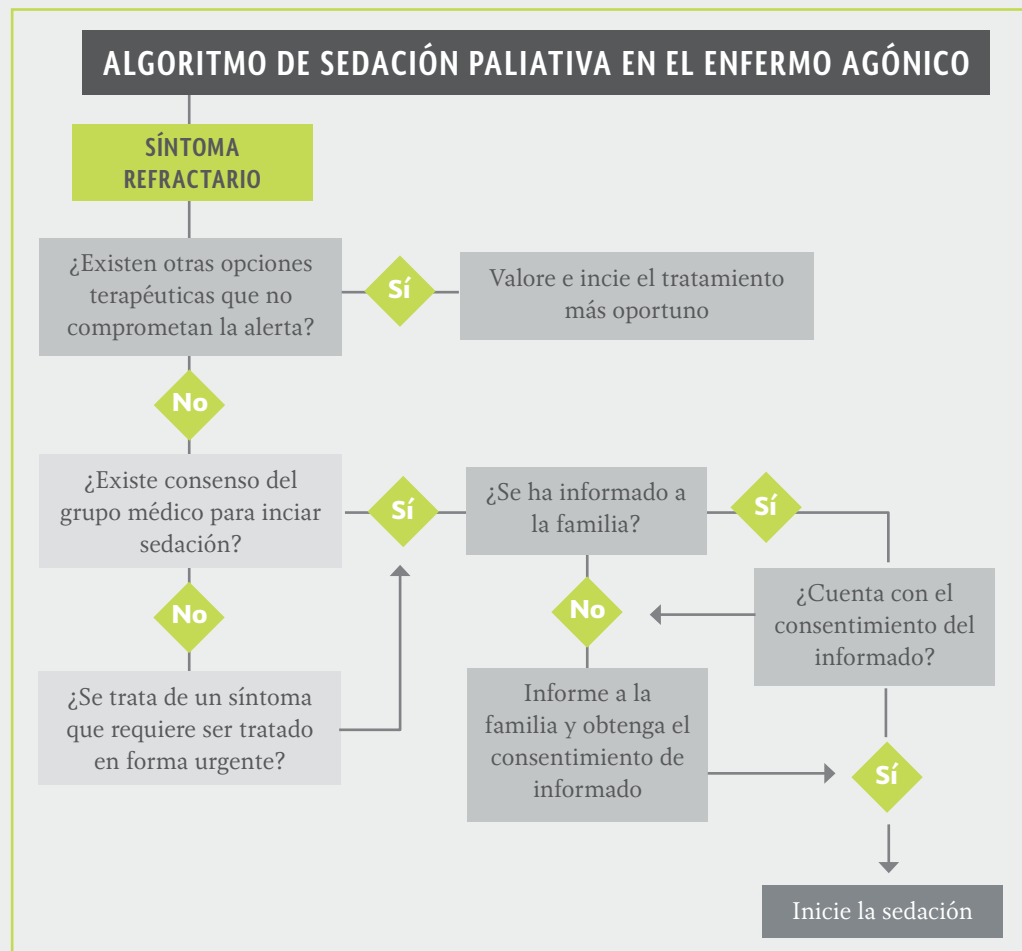 ALGORITMO DE SEDACIÓN PALIATIVA EN EL ENFERMO AGÓNICO
SÍNTOMA
REFRACTARIO
¿Existen otras opciones
terapéuticas que no
comprometan la alerta?
Sí
Valore e incie el tratamiento
más oportuno
No
¿Existe consenso del
grupo médico para inciar
sedación?
Sí
¿Se ha informado a
la familia?
Sí
No
¿Se trata de un síntoma
que requiere ser tratado
en forma urgente?
No
¿Cuenta con el
consentimiento del
informado?
Informe a la
familia y obtenga el
consentimiento de
informado
Sí
Inicie la sedación